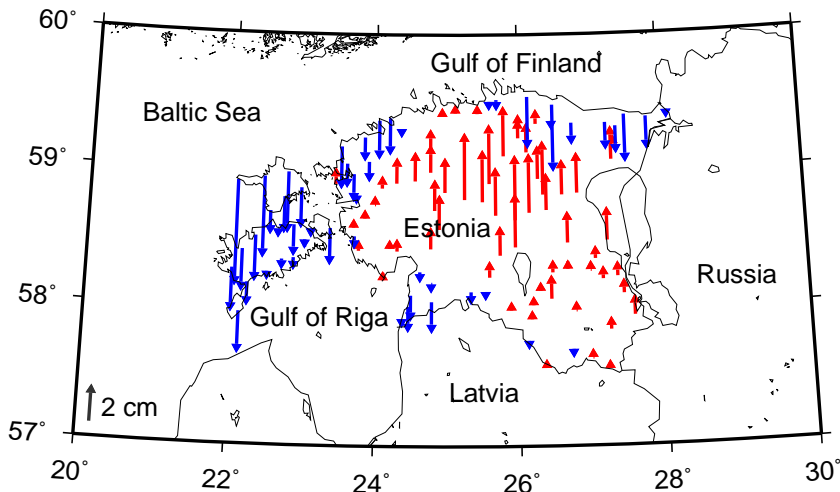 60°
Gulf of Finland
Baltic Sea
59°
Estonia
Russia
58°
Gulf of Riga
Latvia
2 cm
57°
20° 22° 24° 26° 28° 30°